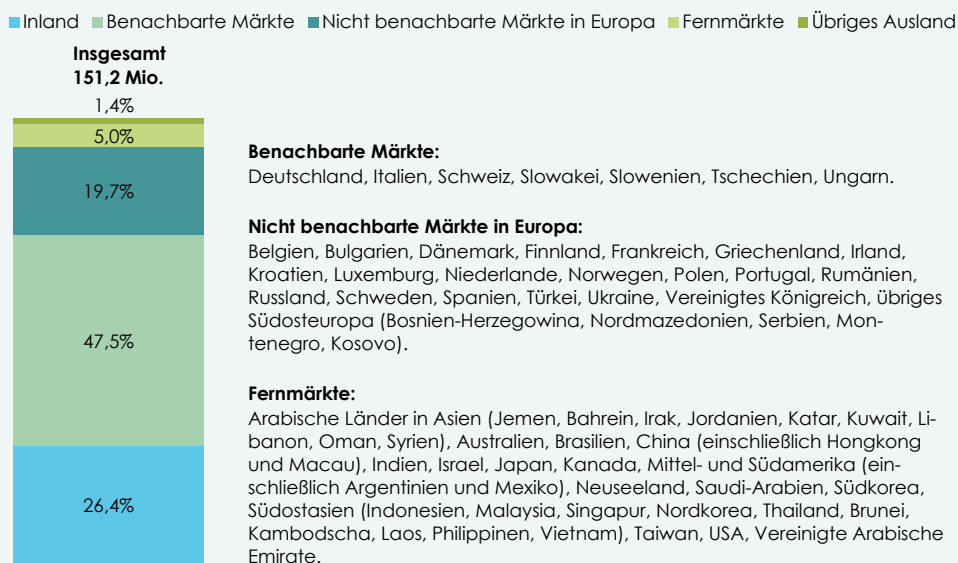 Inland Benachbarte Märkte Nicht benachbarte Märkte in Europa Fernmärkte Übriges Ausland
Insgesamt
151,2 Mio.
1,4%
5,0%
19,7%
47,5%
26,4%
Benachbarte Märkte:
Deutschland, Italien, Schweiz, Slowakei, Slowenien, Tschechien, Ungarn.
Nicht benachbarte Märkte in Europa:
Belgien, Bulgarien, Dänemark, Finnland, Frankreich, Griechenland, Irland,
Kroatien, Luxemburg, Niederlande, Norwegen, Polen, Portugal, Rumänien,
Russland, Schweden, Spanien, Türkei, Ukraine, Vereinigtes Königreich, übriges
Südosteuropa (Bosnien-Herzegowina, Nordmazedonien, Serbien, Mon-
tenegro, Kosovo).
Fernmärkte:
Arabische Länder in Asien (Jemen, Bahrein, Irak, Jordanien, Katar, Kuwait, Li-
banon, Oman, Syrien), Australien, Brasilien, China (einschließlich Hongkong
und Macau), Indien, Israel, Japan, Kanada, Mittel- und Südamerika (ein-
schließlich Argentinien und Mexiko), Neuseeland, Saudi-Arabien, Südkorea,
Südostasien (Indonesien, Malaysia, Singapur, Nordkorea, Thailand, Brunei,
Kambodscha, Laos, Philippinen, Vietnam), Taiwan, USA, Vereinigte Arabische
Emirate.